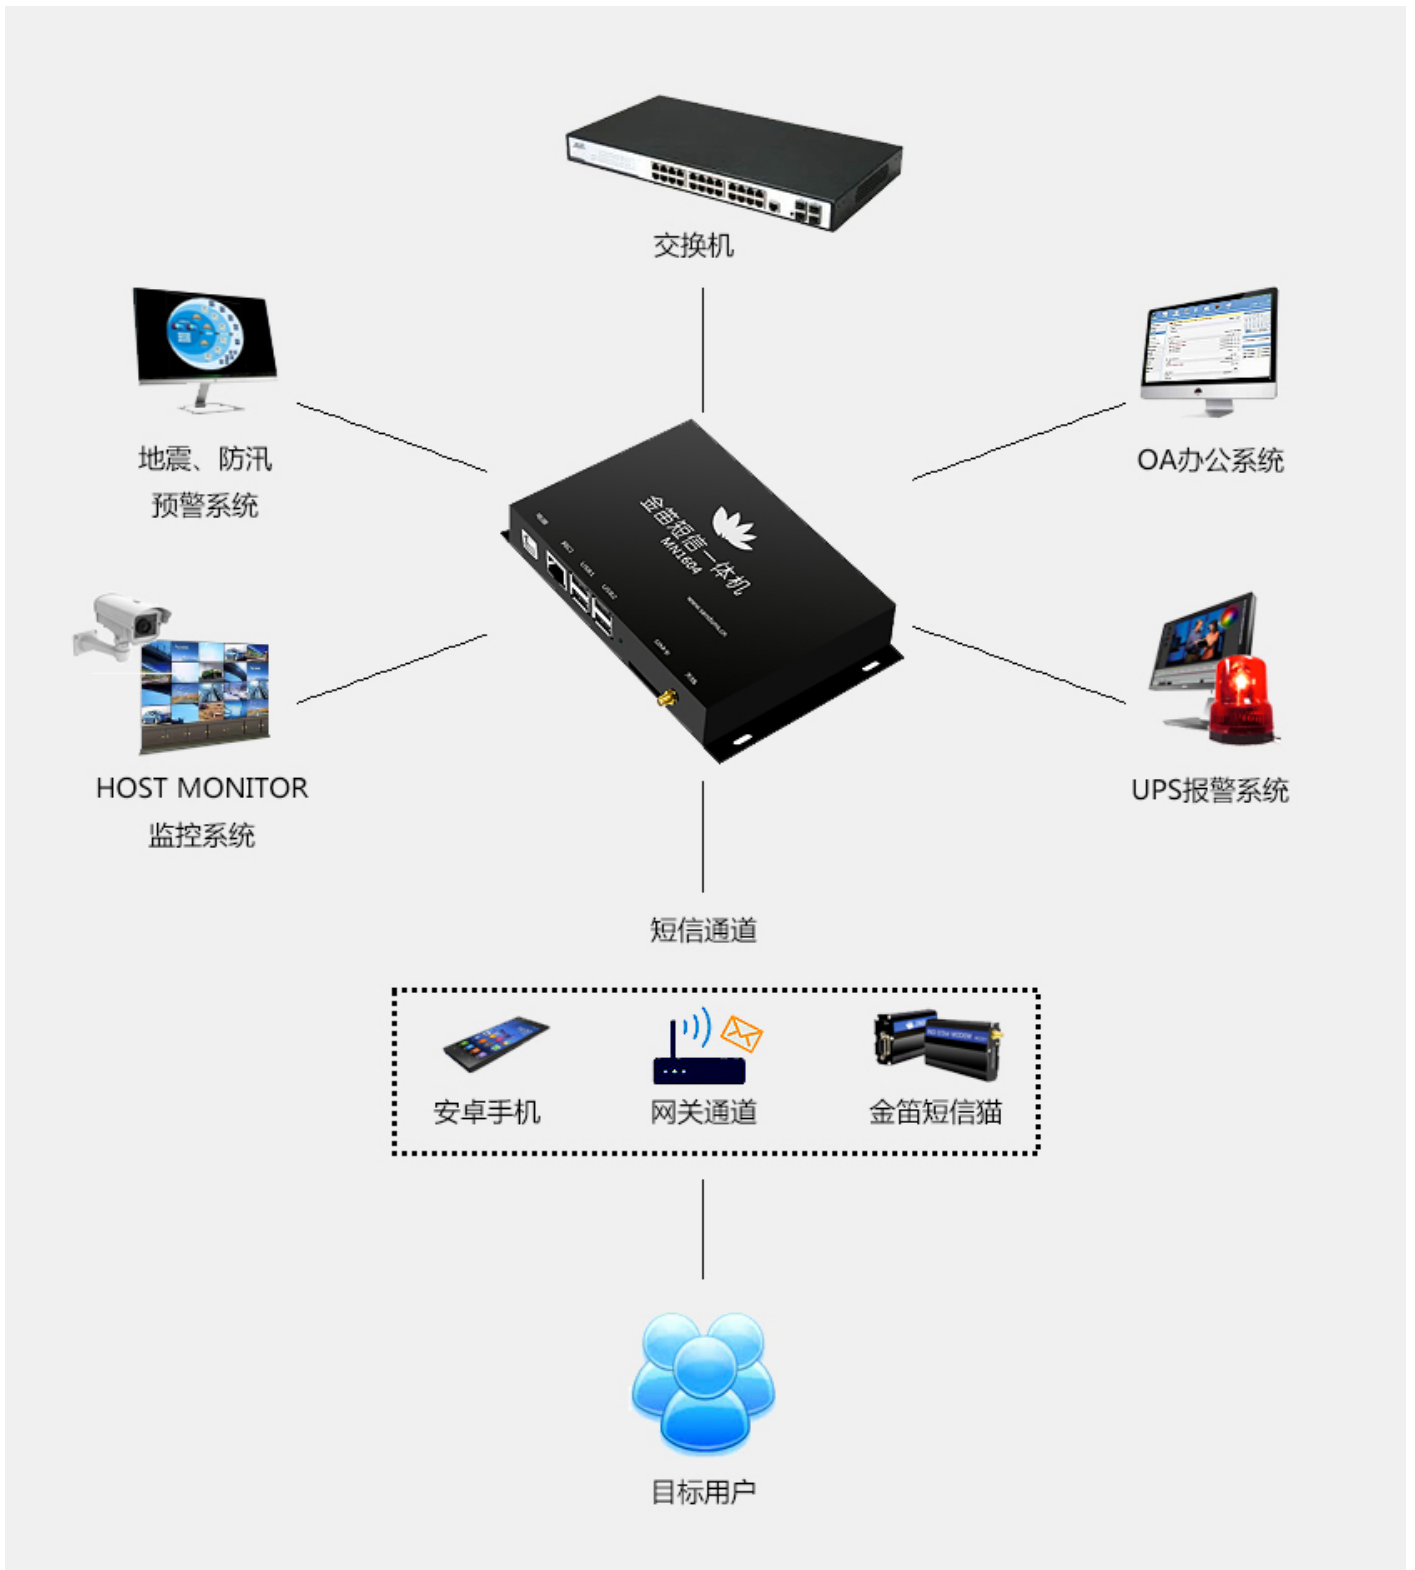 交换机
地震、防汛
预警系统
OA办公系统
金笛短信一体机
MN1604
USB1
USB2
HOST MONITOR
监控系统
UPS报警系统
短信通道
安卓手机
网关通道
金笛短信猫
目标用户